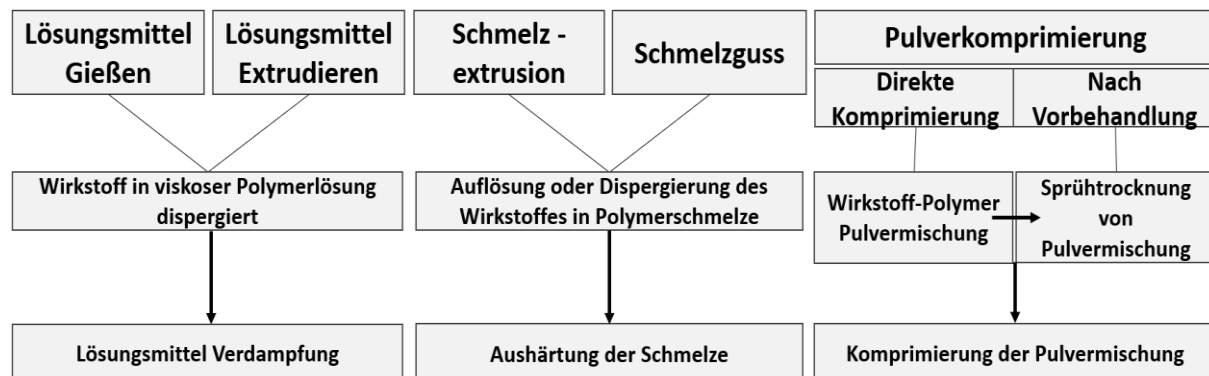 Lösungsmittel
Gießen
Lösungsmittel
Extrudieren
Schmelz -
extrusion
Schmelzguss
Pulverkomprimierung
Direkte
Komprimierung
Nach
Vorbehandlung
Wirkstoff in viskoser Polymerlösung
dispergiert
Auflösung oder Dispergierung des
Wirkstoffes in Polymerschmelze
Wirkstoff-Polymer
Pulvermischung
Sprühtrocknung
von
Pulvermischung
Lösungsmittel Verdampfung
Aushärtung der Schmelze
Komprimierung der Pulvermischung